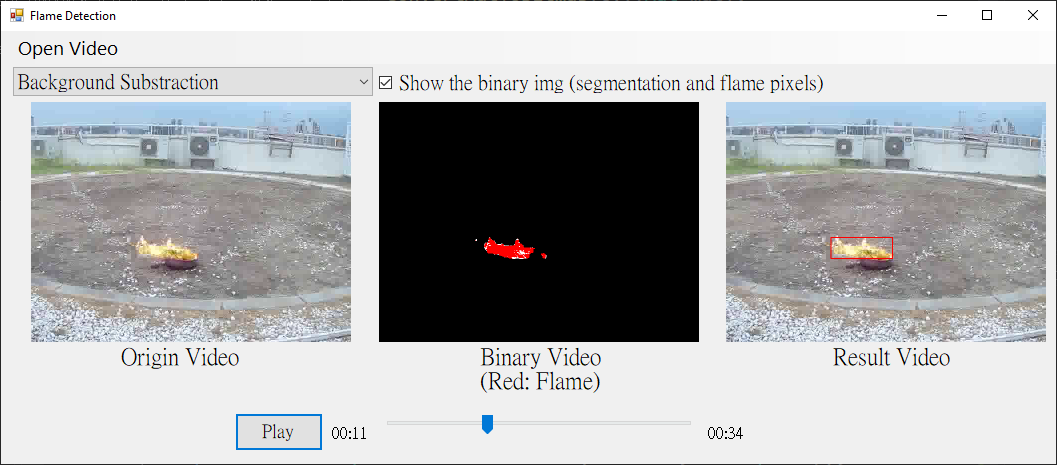 Flame Detection
Open Video
Background Substraction
Show the binary img (segmentation and flame pixels)
Origin Video
Binary Video
(Red: Flame)
Result Video
Play
00:11
00:34